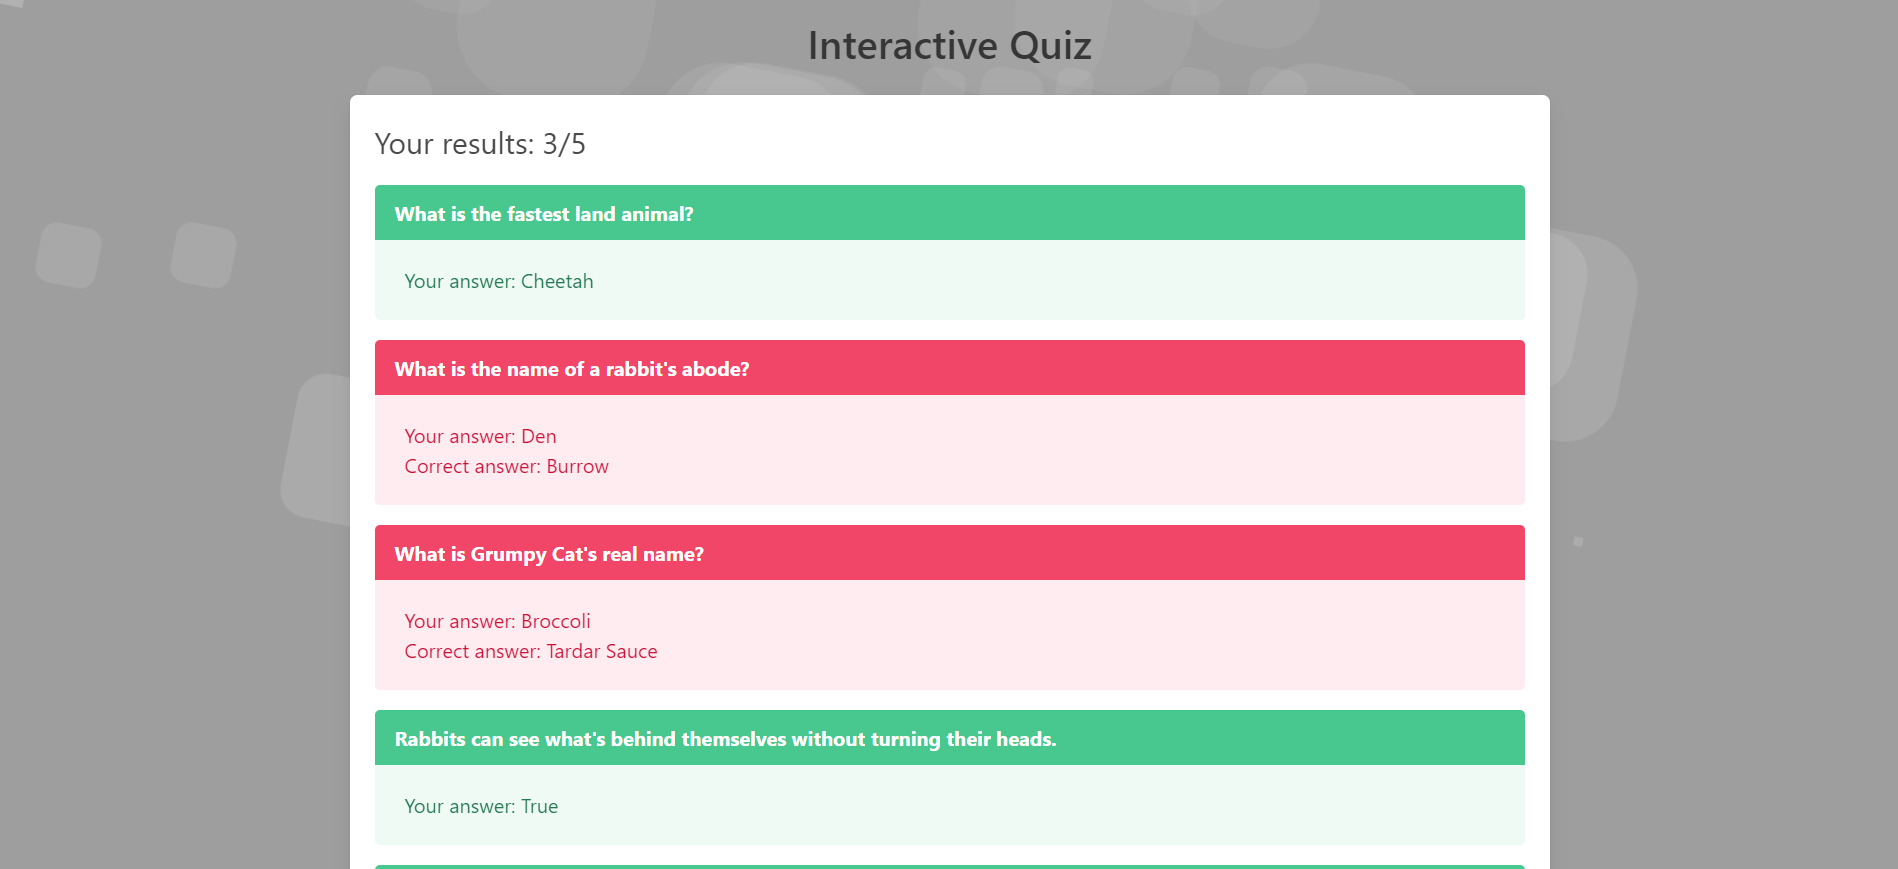 Interactive Quiz
Your results: 3/5
What is the fastest land animal?
Your answer: Cheetah
What is the name of a rabbit's abode?
Your answer: Den
Correct answer: Burrow
What is Grumpy Cat's real name?
Your answer: Broccoli
Correct answer: Tardar Sauce
Rabbits can see what's behind themselves without turning their heads.
Your answer: True